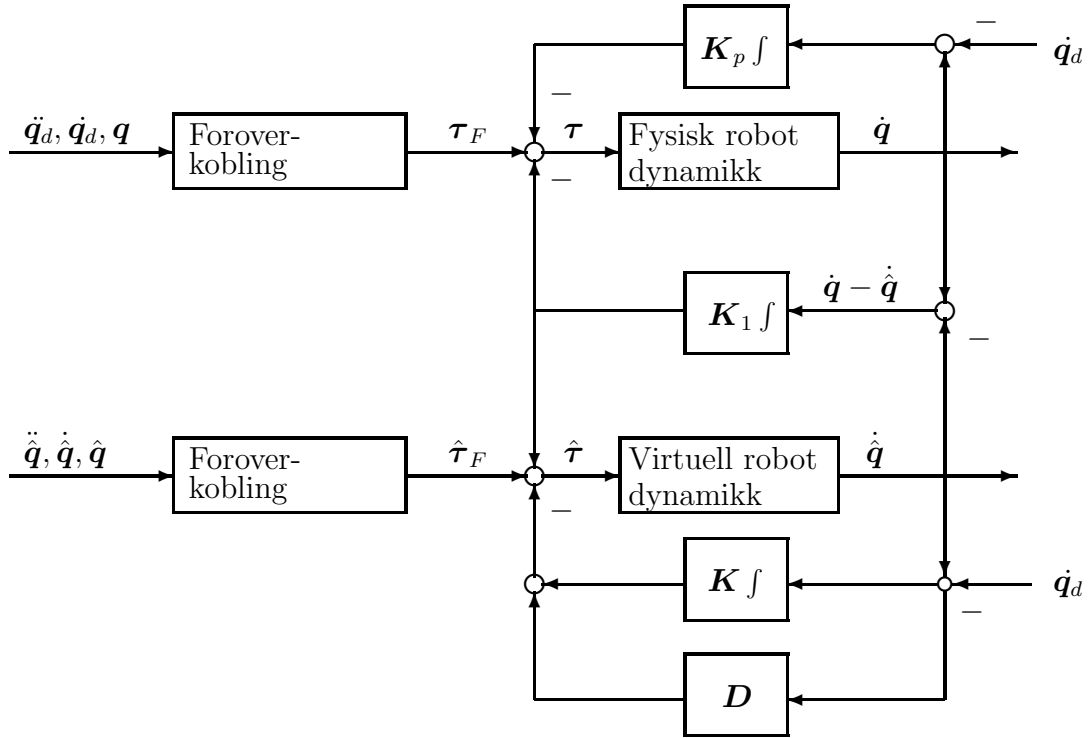 K_p ∫
−
q̇_d
−
q̈_d, q̇_d, q
Forover-
kobling
τ_F
τ
−
Fysisk robot
dynamikk
q̇
K_1 ∫
q̇ − q̂̇
−
q̂̈, q̂̇, q̂
Forover-
kobling
τ̂_F
τ̂
−
Virtuell robot
dynamikk
q̂̇
K ∫
−
q̇_d
D